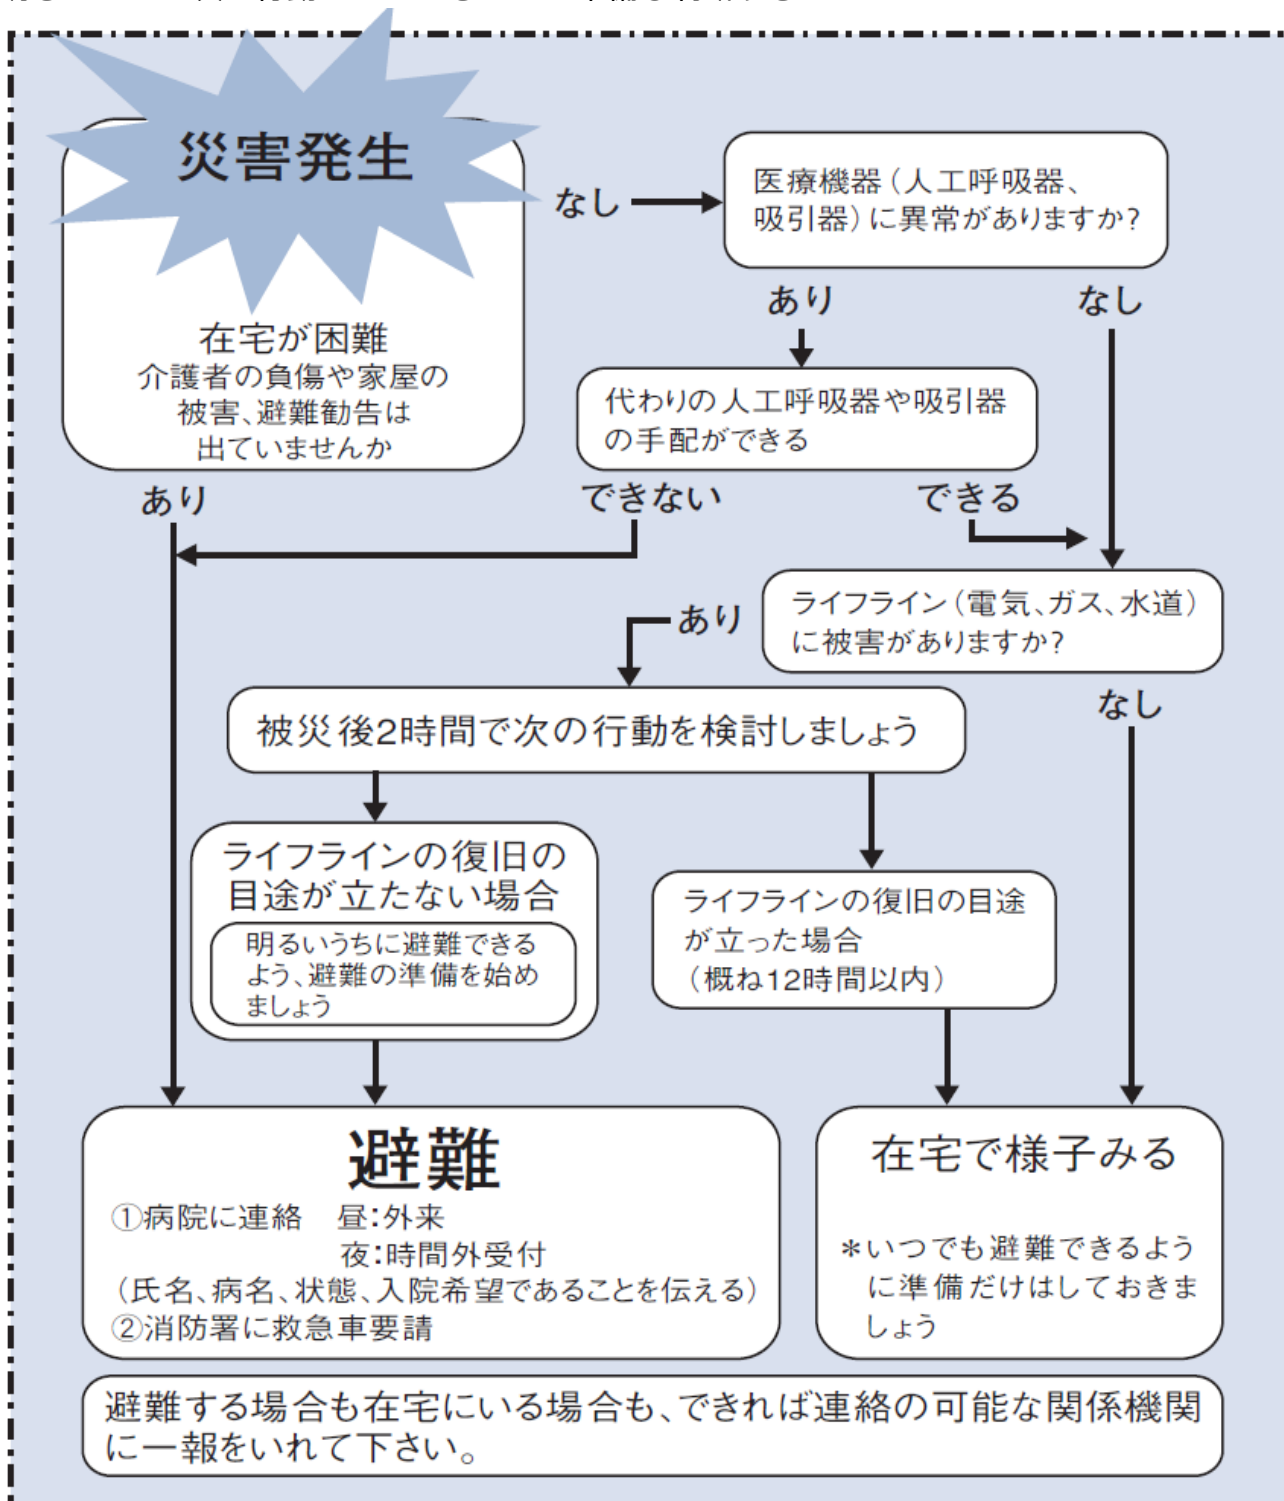 災害発生
在宅が困難
介護者の負傷や家屋の
被害、避難勧告は
出ていませんか
なし
医療機器（人工呼吸器、
吸引器）に異常がありますか？
あり
なし
代わりの人工呼吸器や吸引器
の手配ができる
あり
できない
できる
ライフライン（電気、ガス、水道）
に被害がありますか？
あり
なし
被災後2時間で次の行動を検討しましょう
ライフラインの復旧の
目途が立たない場合
明るいうちに避難できる
よう、避難の準備を始め
ましょう
ライフラインの復旧の目途
が立った場合
（概ね12時間以内）
避難
①病院に連絡　昼：外来
夜：時間外受付
（氏名、病名、状態、入院希望であることを伝える）
②消防署に救急車要請
在宅で様子みる
＊いつでも避難できるよう
に準備だけはしておきま
しょう
避難する場合も在宅にいる場合も、できれば連絡の可能な関係機関
に一報をいれて下さい。